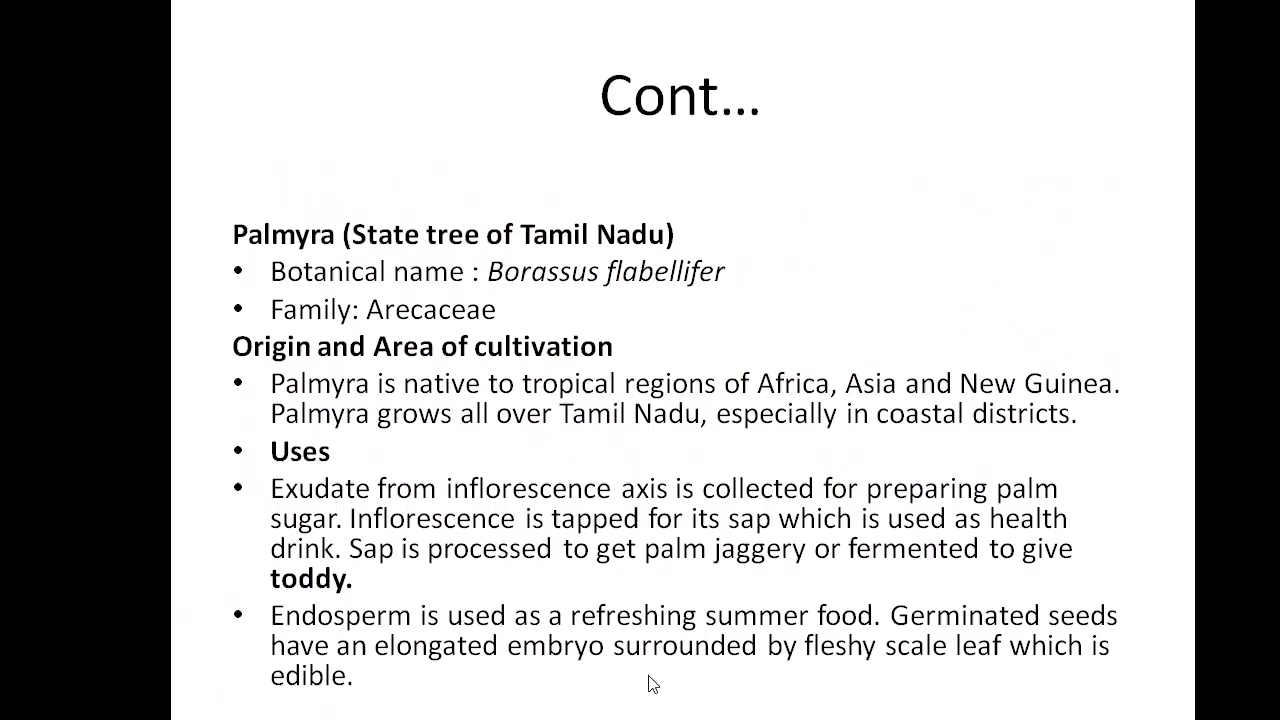 Cont...
Palmyra (State tree of Tamil Nadu)
• Botanical name : Borassus flabellifer
• Family: Arecaceae
Origin and Area of cultivation
• Palmyra is native to tropical regions of Africa, Asia and New Guinea.
Palmyra grows all over Tamil Nadu, especially in coastal districts.
• Uses
• Exudate from inflorescence axis is collected for preparing palm
sugar. Inflorescence is tapped for its sap which is used as health
drink. Sap is processed to get palm jaggery or fermented to give
toddy.
• Endosperm is used as a refreshing summer food. Germinated seeds
have an elongated embryo surrounded by fleshy scale leaf which is
edible.